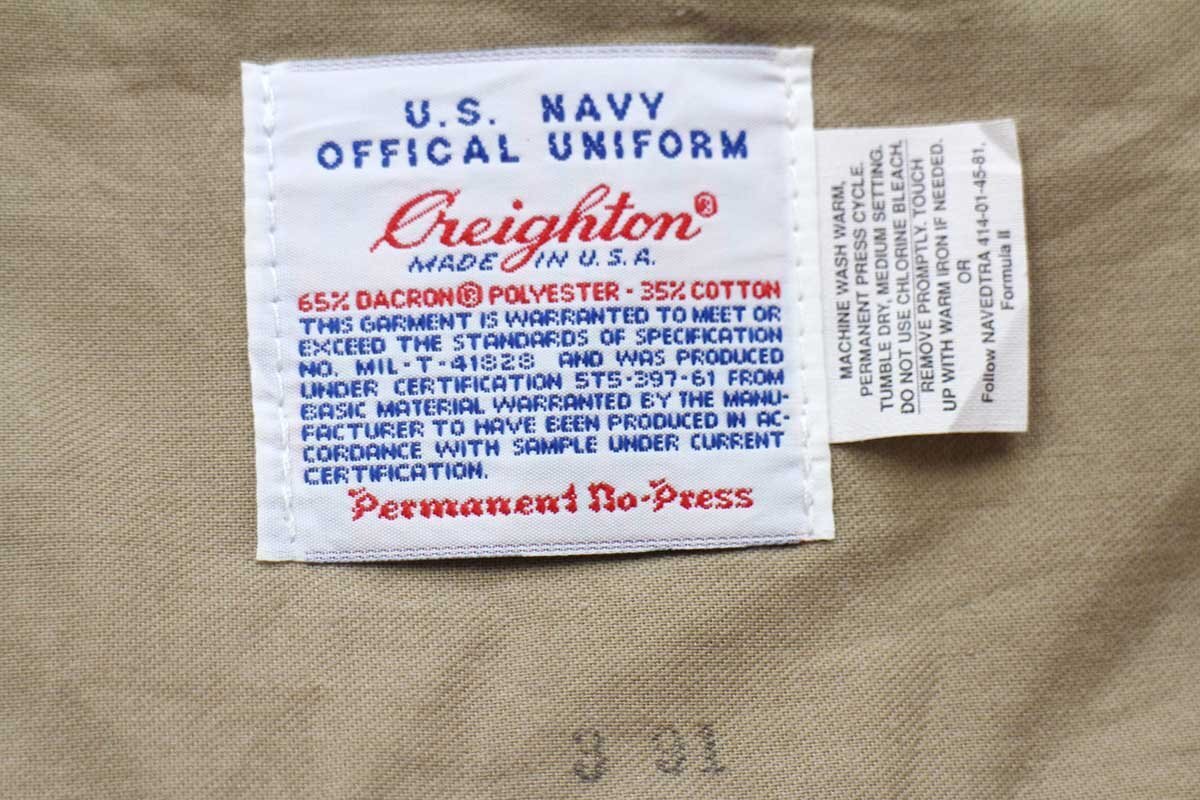 U.S. NAVY
OFFICAL UNIFORM
Creighton®
MADE IN U.S.A.
65% DACRON® POLYESTER - 35% COTTON
THIS GARMENT IS WARRANTED TO MEET OR
EXCEED THE STANDARDS OF SPECIFICATION
NO. MIL-T-41828 AND WAS PRODUCED
UNDER CERTIFICATION STS-397-61 FROM
BASIC MATERIAL WARRANTED BY THE MANU-
FACTURER TO HAVE BEEN PRODUCED IN AC-
CORDANCE WITH SAMPLE UNDER CURRENT
CERTIFICATION.
Permanent No-Press
MACHINE WASH WARM,
PERMANENT PRESS CYCLE.
TUMBLE DRY, MEDIUM SETTING.
DO NOT USE CHLORINE BLEACH.
REMOVE PROMPTLY. TOUCH
UP WITH WARM IRON IF NEEDED.
OR
Follow NAVEDTRA 414-01-45-81,
Formula II
3 91